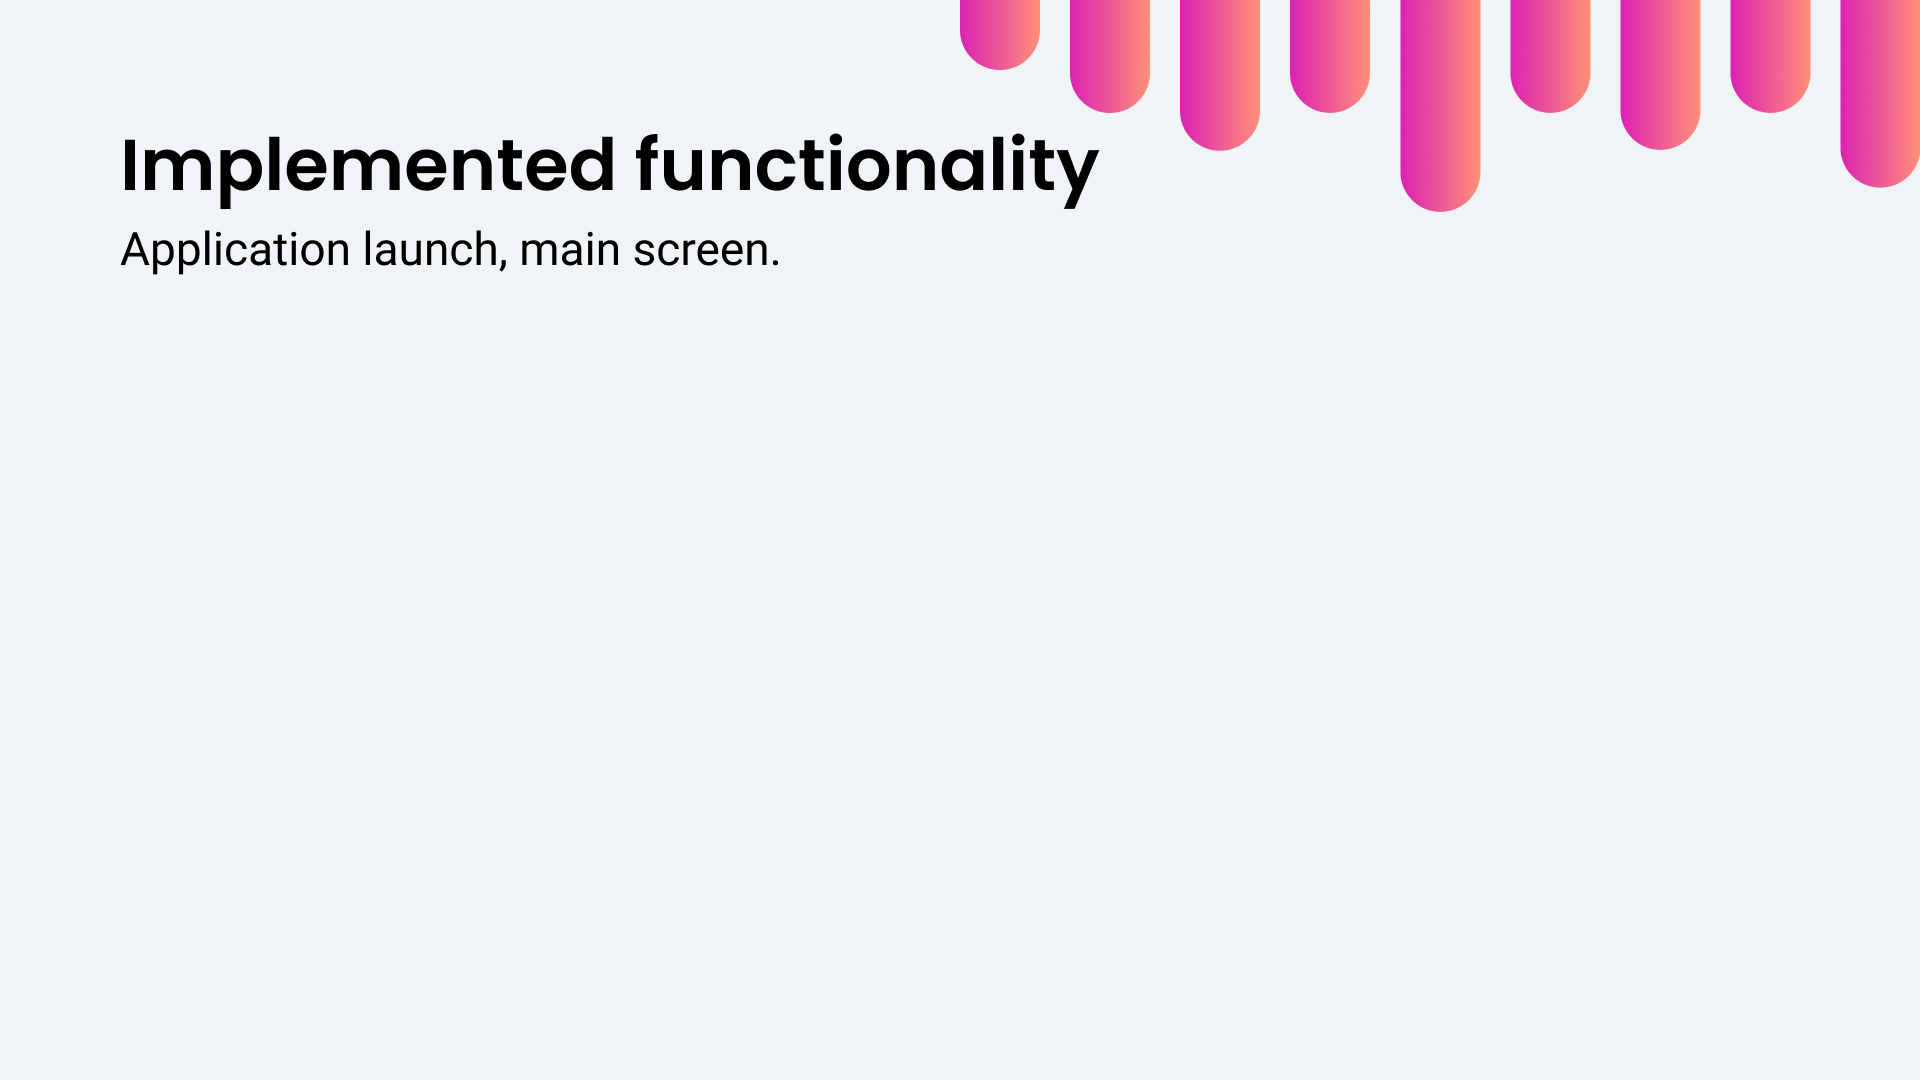 Implemented functionality
Application launch, main screen.